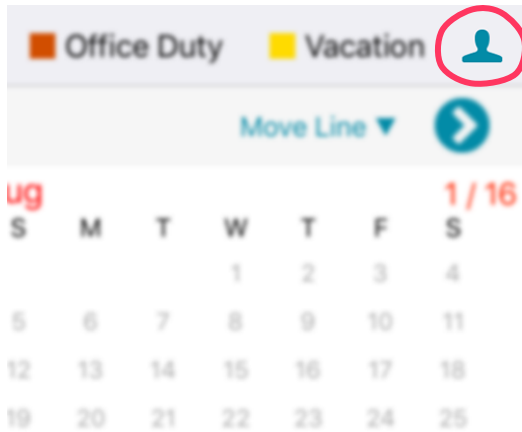 Office Duty Vacation
Move Line ▼
ug 1 / 16
S M T W T F S
1 2 3 4
5 6 7 8 9 10 11
12 13 14 15 16 17 18
19 20 21 22 23 24 25